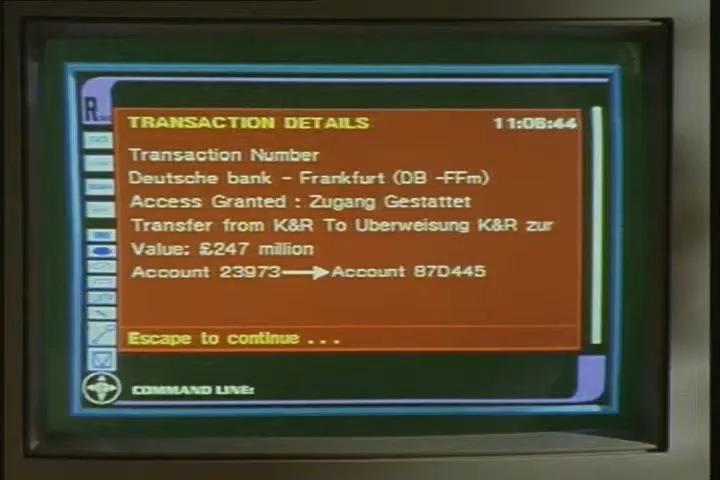 R
TRANSACTION DETAILS 11:08:44
Transaction Number
Deutsche bank - Frankfurt (DB -FFm)
Access Granted : Zugang Gestattet
Transfer from K&R To Uberweisung K&R zur
Value: £247 million
Account 23973 Account 87D445
Escape to continue . . .
COMMAND LINE: